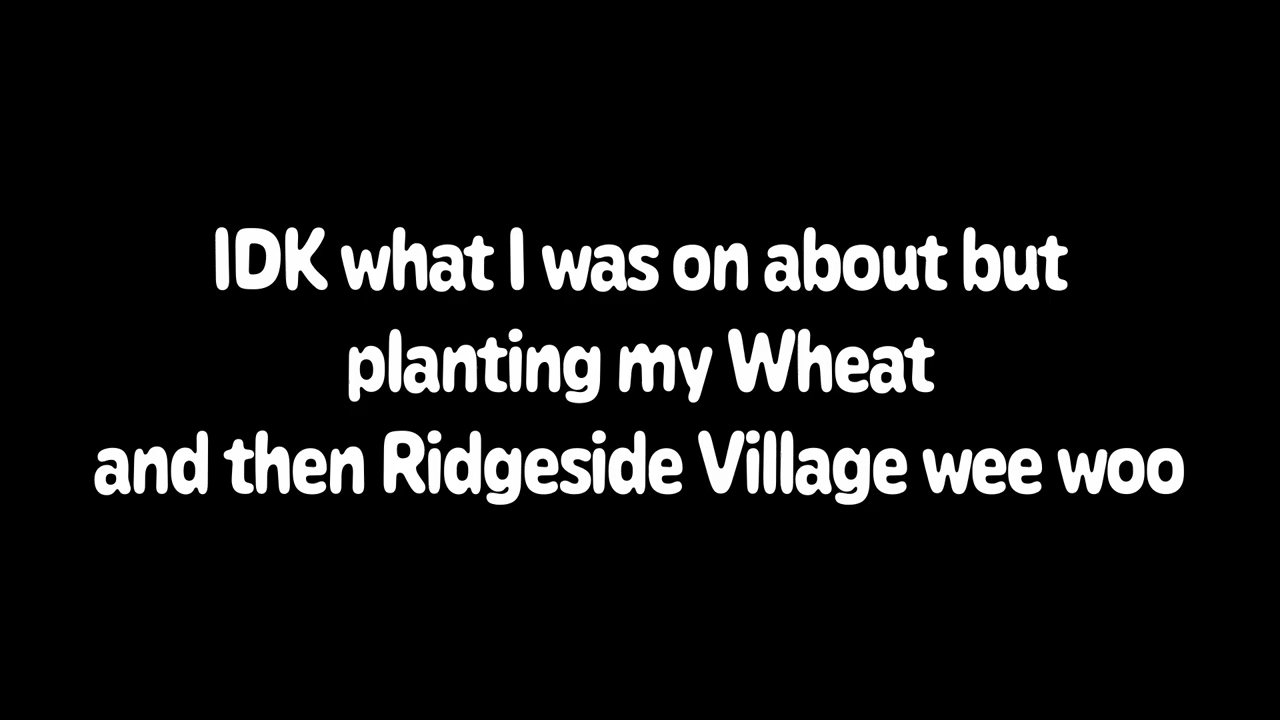 IDK what I was on about but
planting my Wheat
and then Ridgeside Village wee woo